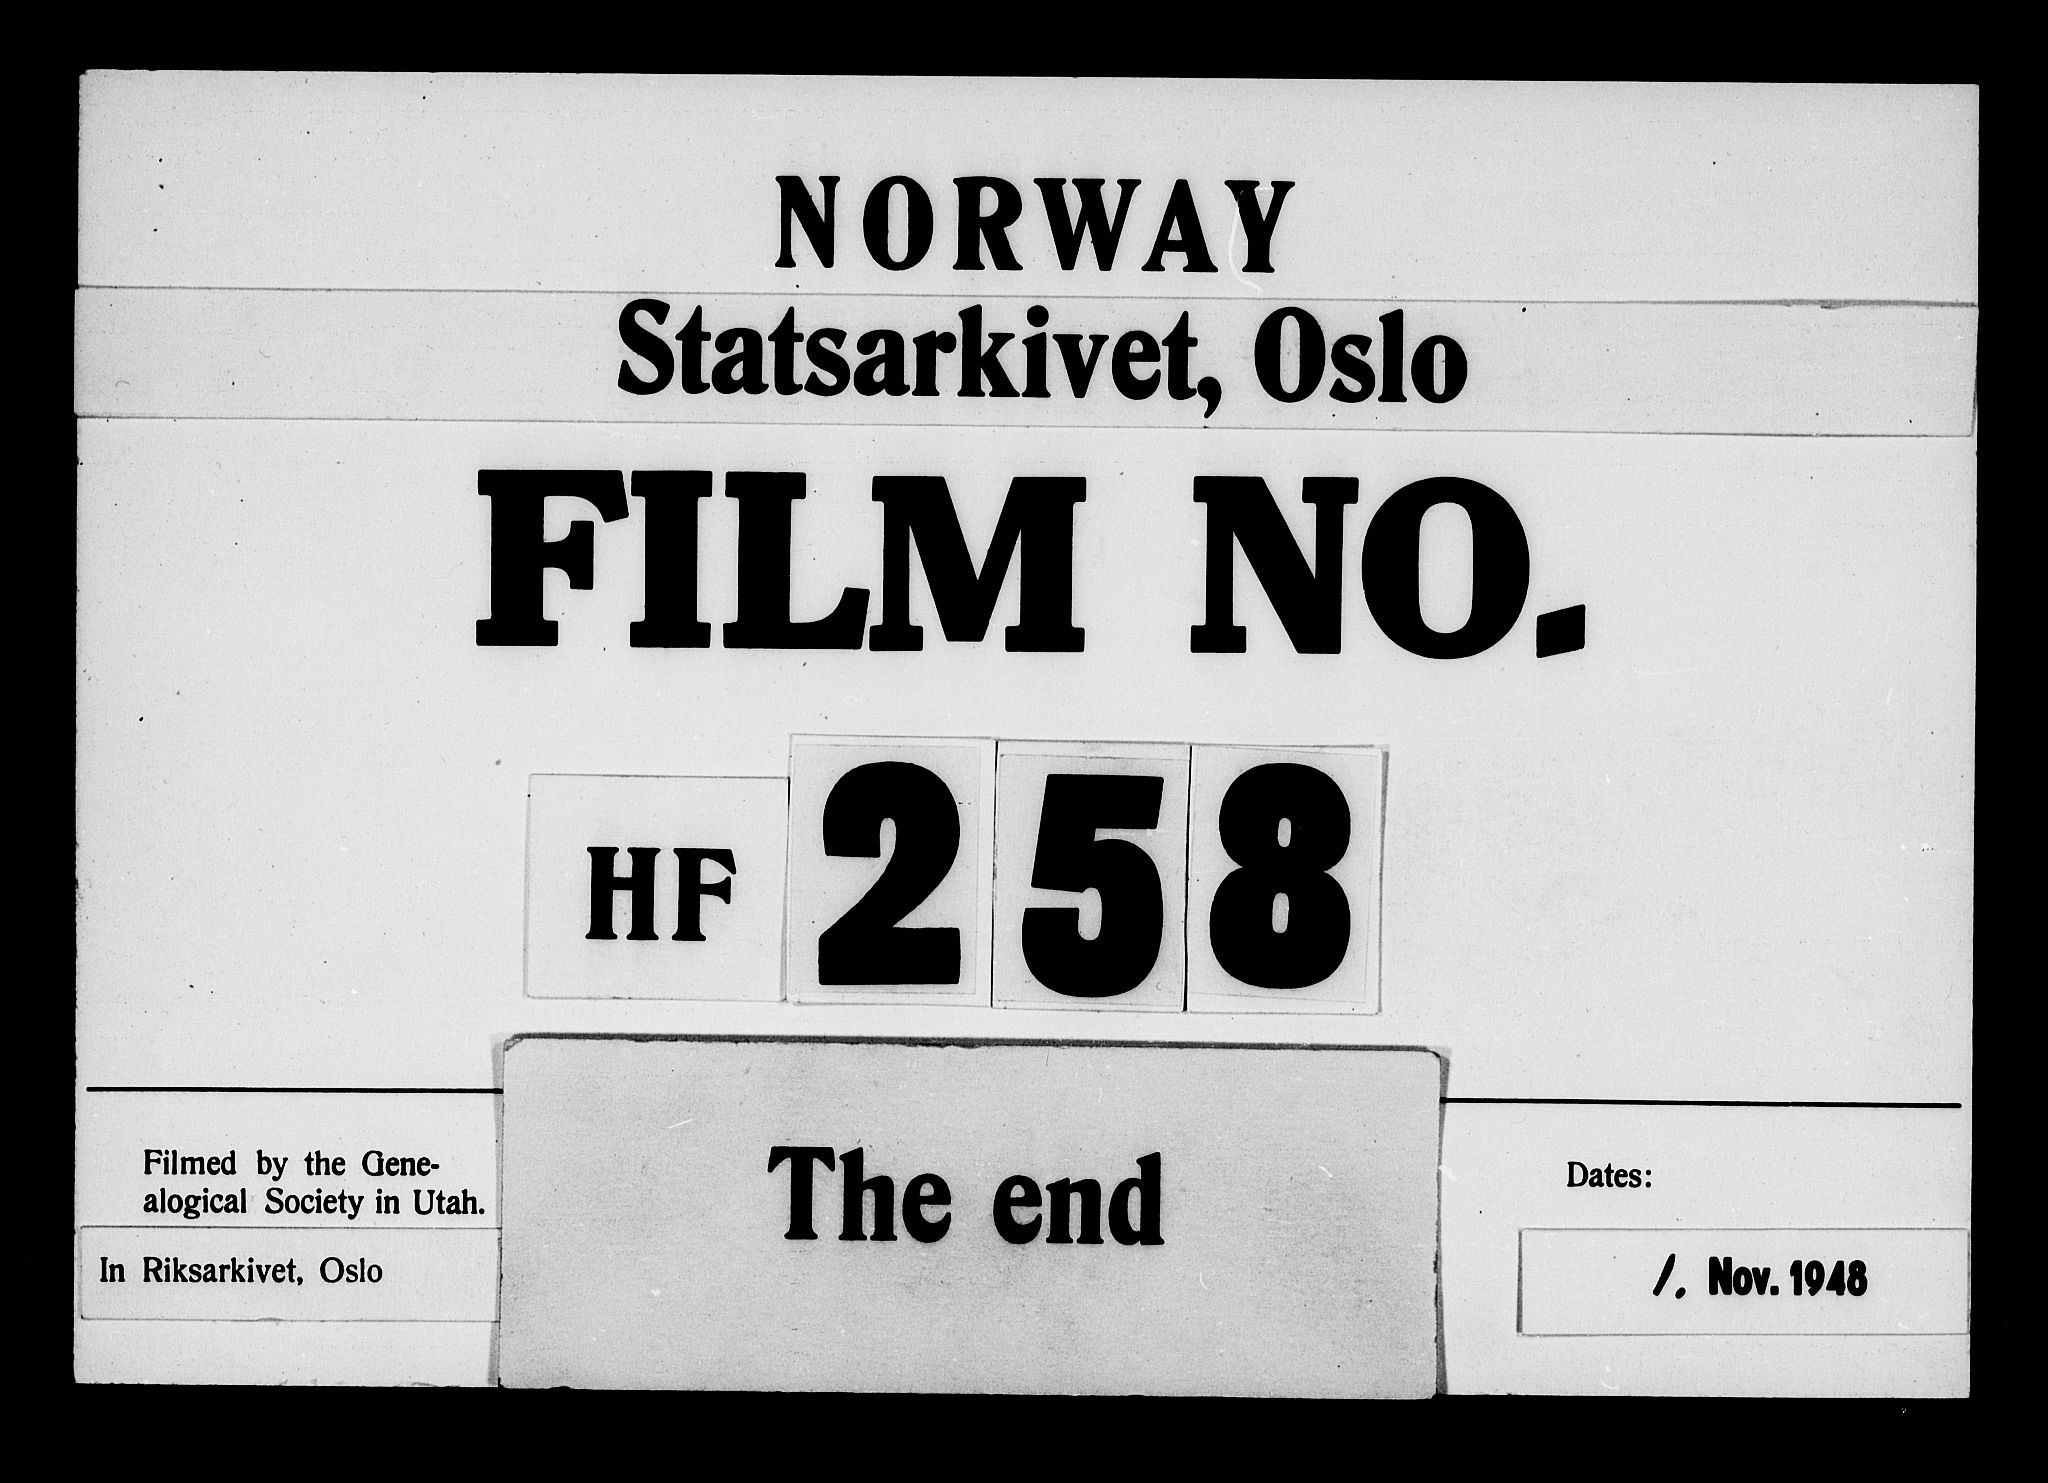 NORWAY
Statsarkivet, Oslo
FILM NO.
HF 258
The end
Filmed by the Gene-
alogical Society in Utah.
In Riksarkivet, Oslo
Dates:
1. Nov. 1948